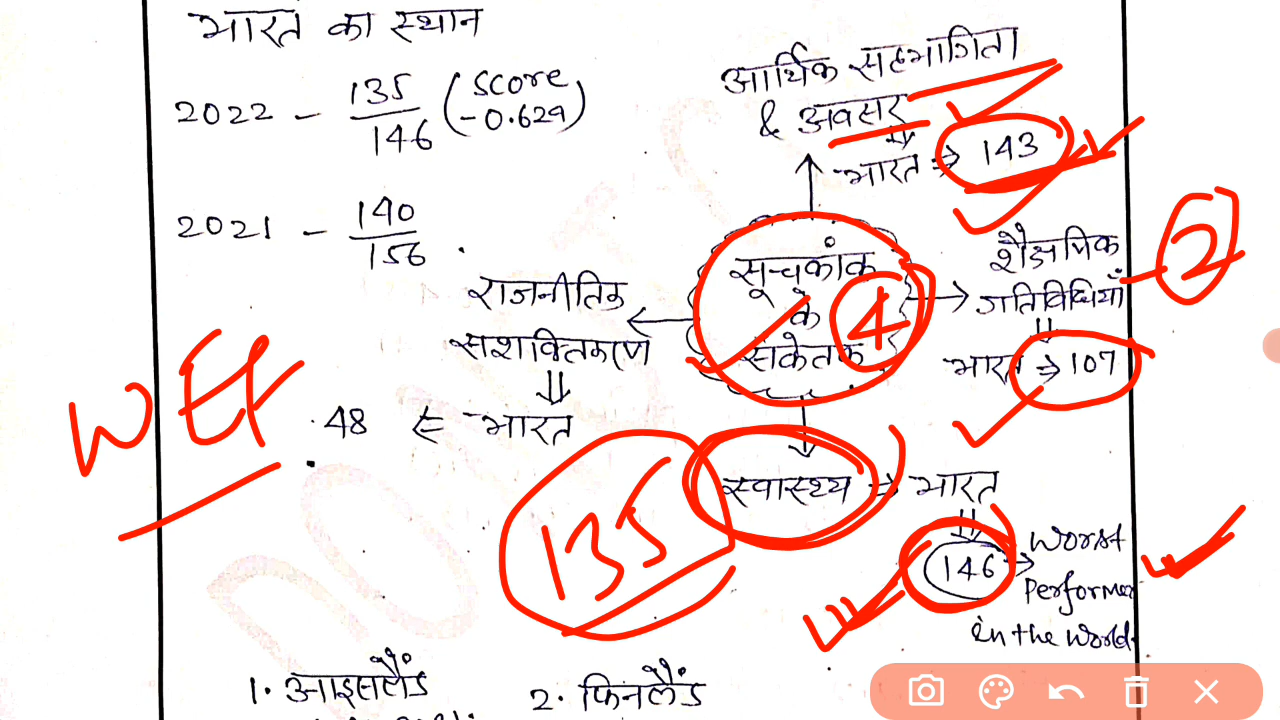 भारत का स्थान
2022 - 135/146 (Score -0.629)
2021 - 140/156.
आर्थिक सहभागिता
& अवसर
भारत ⇒ 143
सूचकांक
के
संकेतक
4
शैक्षणिक
गतिविधियाँ
2
भारत ⇒ 107
राजनीतिक
सशक्तिकरण
48 ⇐ भारत
WEF
135
स्वास्थ्य ⇒ भारत
146 → Worst
Performer
in the World.
1. आइसलैंड
2. फिनलैंड